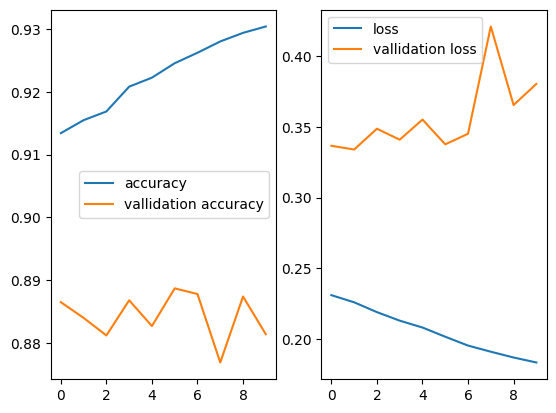 0.93
0.92
0.91
0.90
0.89
0.88
accuracy
vallidation accuracy
0 2 4 6 8
0.40
0.35
0.30
0.25
0.20
loss
vallidation loss
0 2 4 6 8